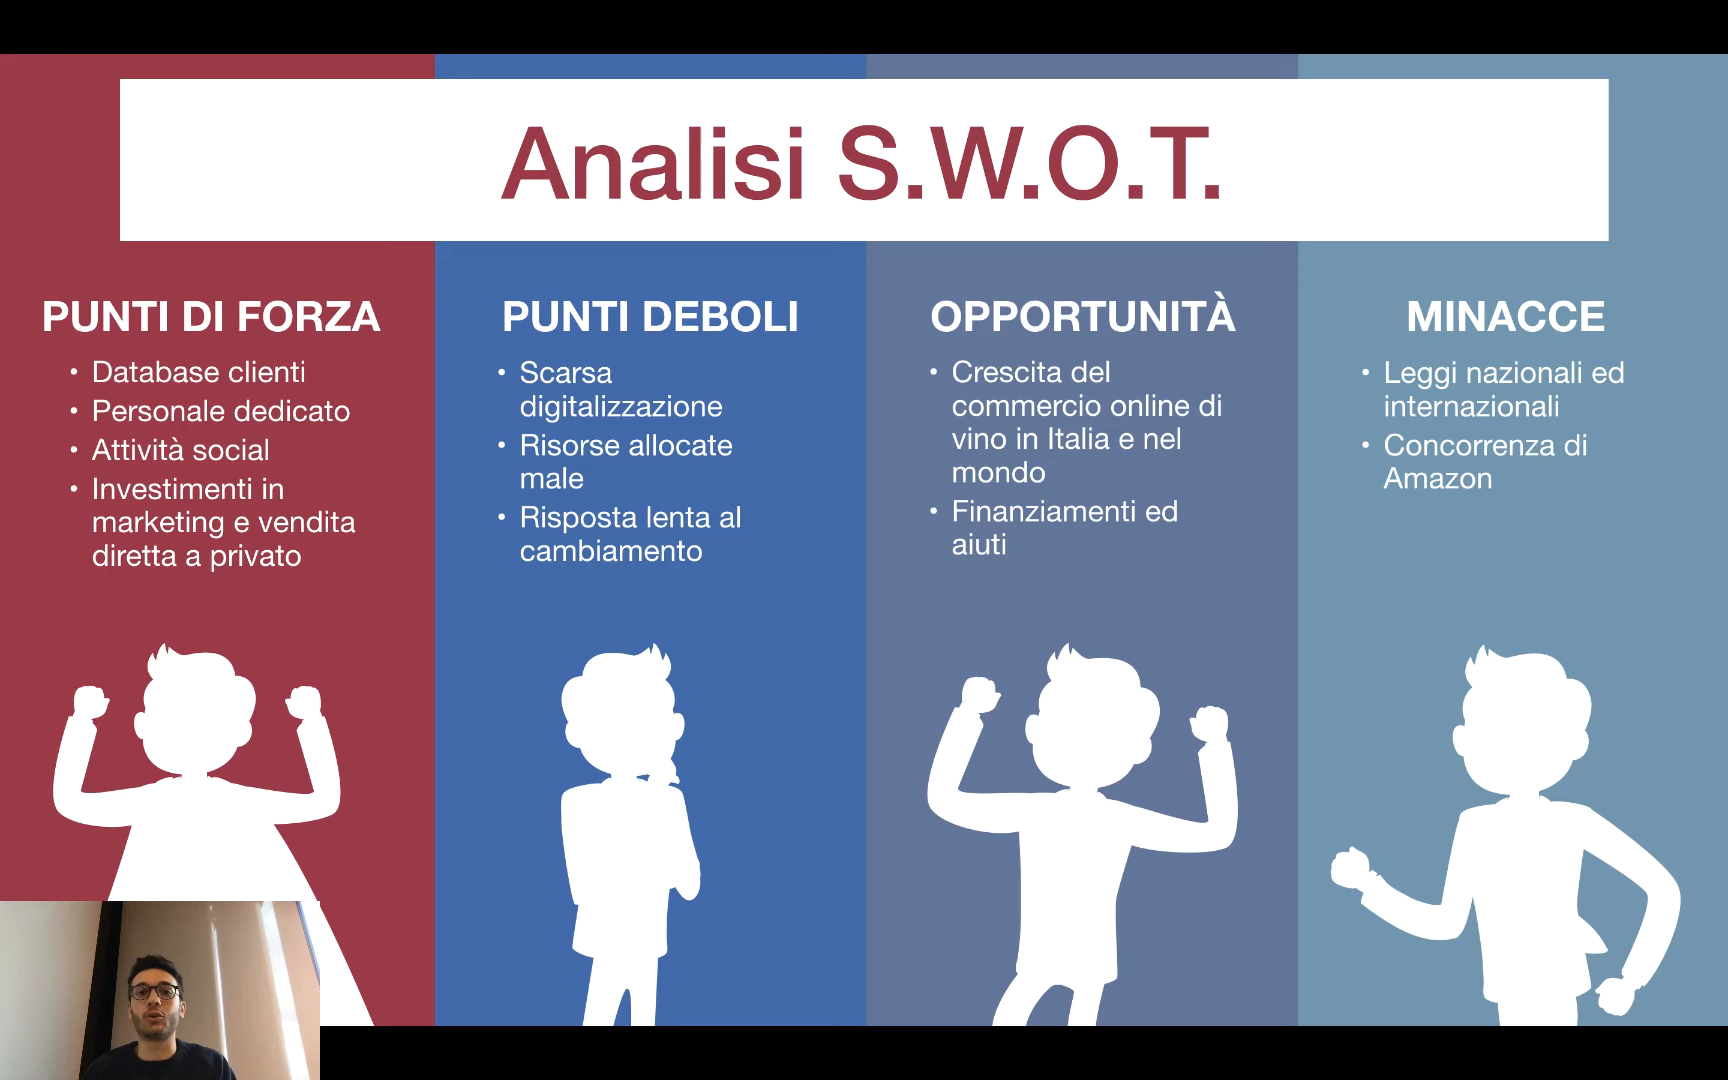 Analisi S.W.O.T.
PUNTI DI FORZA
• Database clienti
• Personale dedicato
• Attività social
• Investimenti in
marketing e vendita
diretta a privato
PUNTI DEBOLI
• Scarsa
digitalizzazione
• Risorse allocate
male
• Risposta lenta al
cambiamento
OPPORTUNITÀ
• Crescita del
commercio online di
vino in Italia e nel
mondo
• Finanziamenti ed
aiuti
MINACCE
• Leggi nazionali ed
internazionali
• Concorrenza di
Amazon